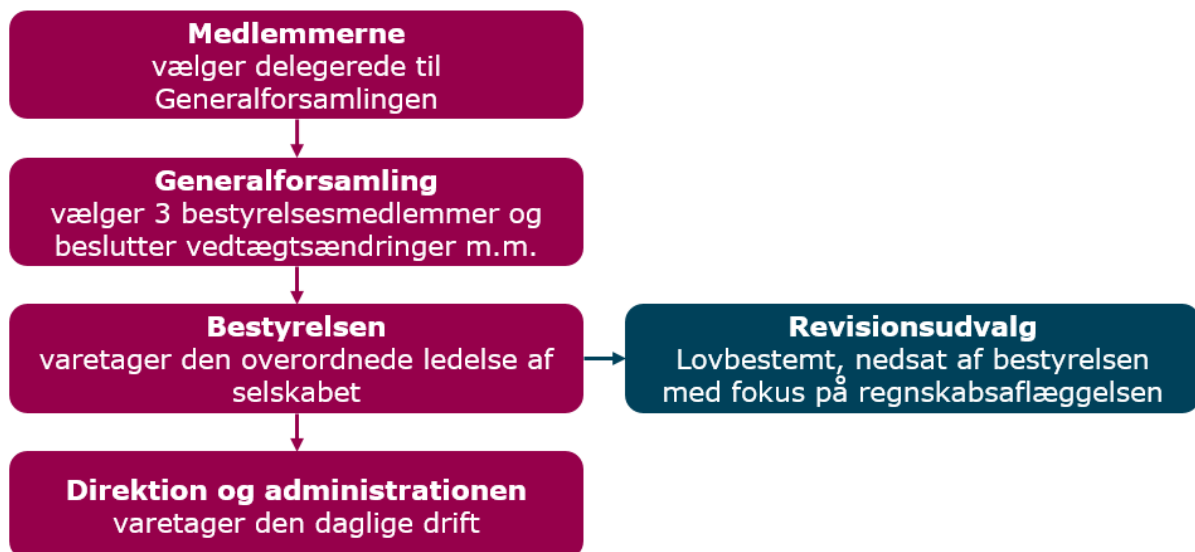 Medlemmerne
vælger delegerede til
Generalforsamlingen
Generalforsamling
vælger 3 bestyrelsesmedlemmer og
beslutter vedtægtsændringer m.m.
Bestyrelsen
varetager den overordnede ledelse af
selskabet
Revisionsudvalg
Lovbestemt, nedsat af bestyrelsen
med fokus på regnskabsaflæggelsen
Direktion og administrationen
varetager den daglige drift